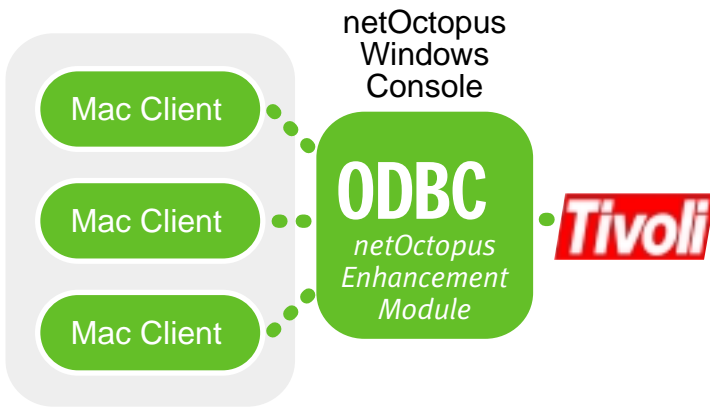 netOctopus
Windows
Console
Mac Client
Mac Client
Mac Client
ODBC
netOctopus
Enhancement
Module
Tivoli